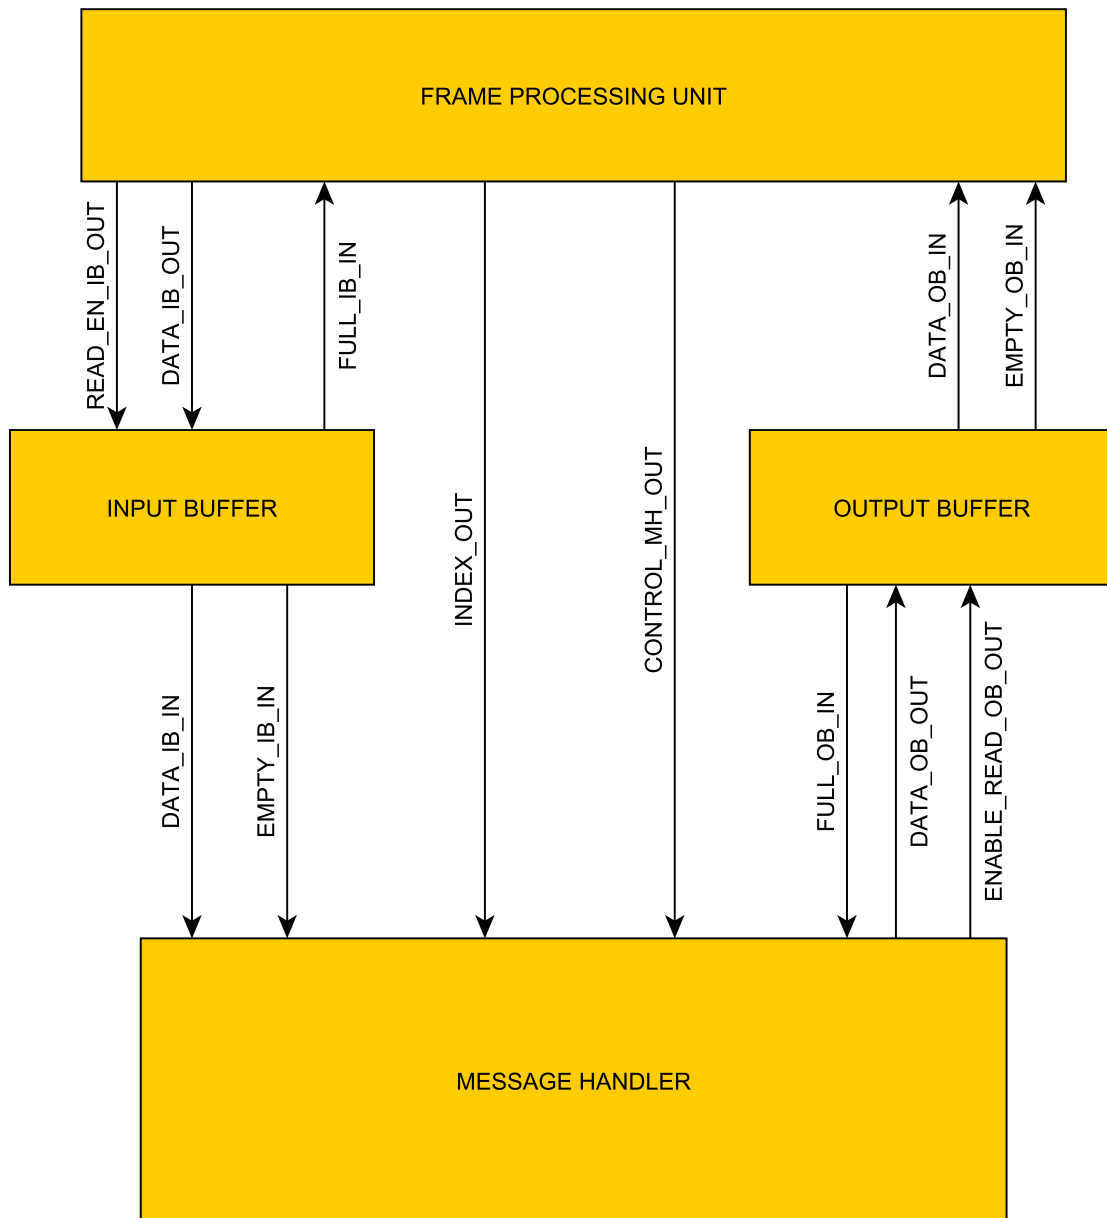 FRAME PROCESSING UNIT
READ_EN_IB_OUT
DATA_IB_OUT
FULL_IB_IN
DATA_OB_IN
EMPTY_OB_IN
INPUT BUFFER
INDEX_OUT
CONTROL_MH_OUT
OUTPUT BUFFER
DATA_IB_IN
EMPTY_IB_IN
FULL_OB_IN
DATA_OB_OUT
ENABLE_READ_OB_OUT
MESSAGE HANDLER